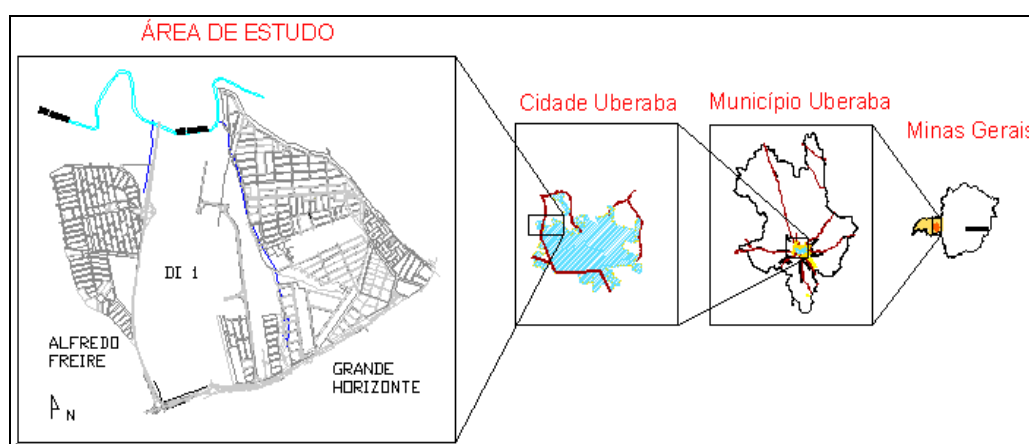 ÁREA DE ESTUDO
Cidade Uberaba
Município Uberaba
Minas Gerais
DI 1
ALFREDO
FREIRE
GRANDE
HORIZONTE
N